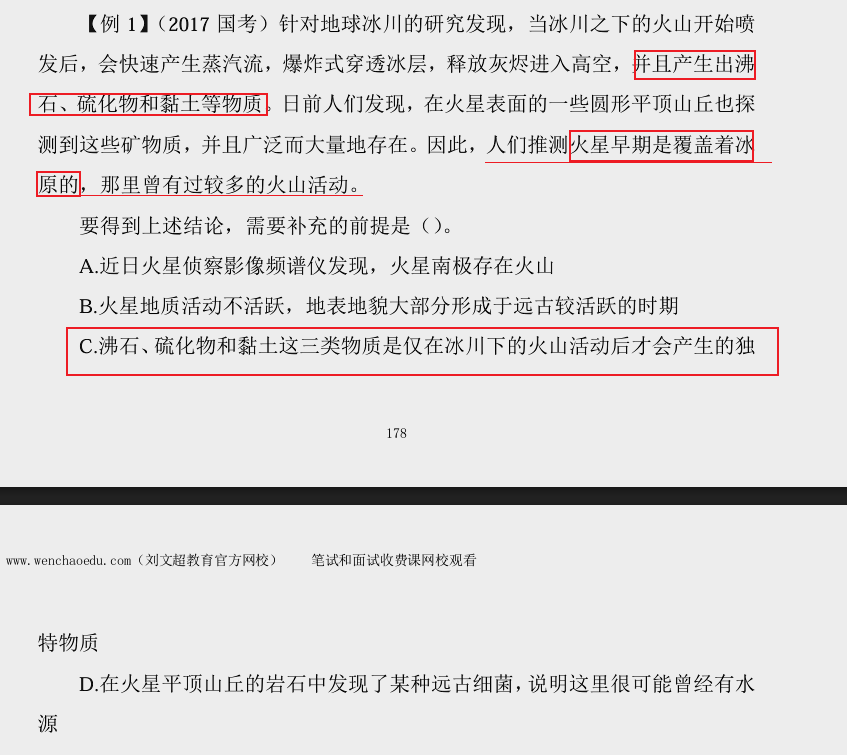 【例 1】（2017 国考）针对地球冰川的研究发现，当冰川之下的火山开始喷
发后，会快速产生蒸汽流，爆炸式穿透冰层，释放灰烬进入高空，并且产生出沸
石、硫化物和黏土等物质。日前人们发现，在火星表面的一些圆形平顶山丘也探
测到这些矿物质，并且广泛而大量地存在。因此，人们推测火星早期是覆盖着冰
原的，那里曾有过较多的火山活动。
要得到上述结论，需要补充的前提是（）。
A.近日火星侦察影像频谱仪发现，火星南极存在火山
B.火星地质活动不活跃，地表地貌大部分形成于远古较活跃的时期
C.沸石、硫化物和黏土这三类物质是仅在冰川下的火山活动后才会产生的独
178
www.wenchaoedu.com（刘文超教育官方网校） 笔试和面试收费课网校观看
特物质
D.在火星平顶山丘的岩石中发现了某种远古细菌，说明这里很可能曾经有水
源